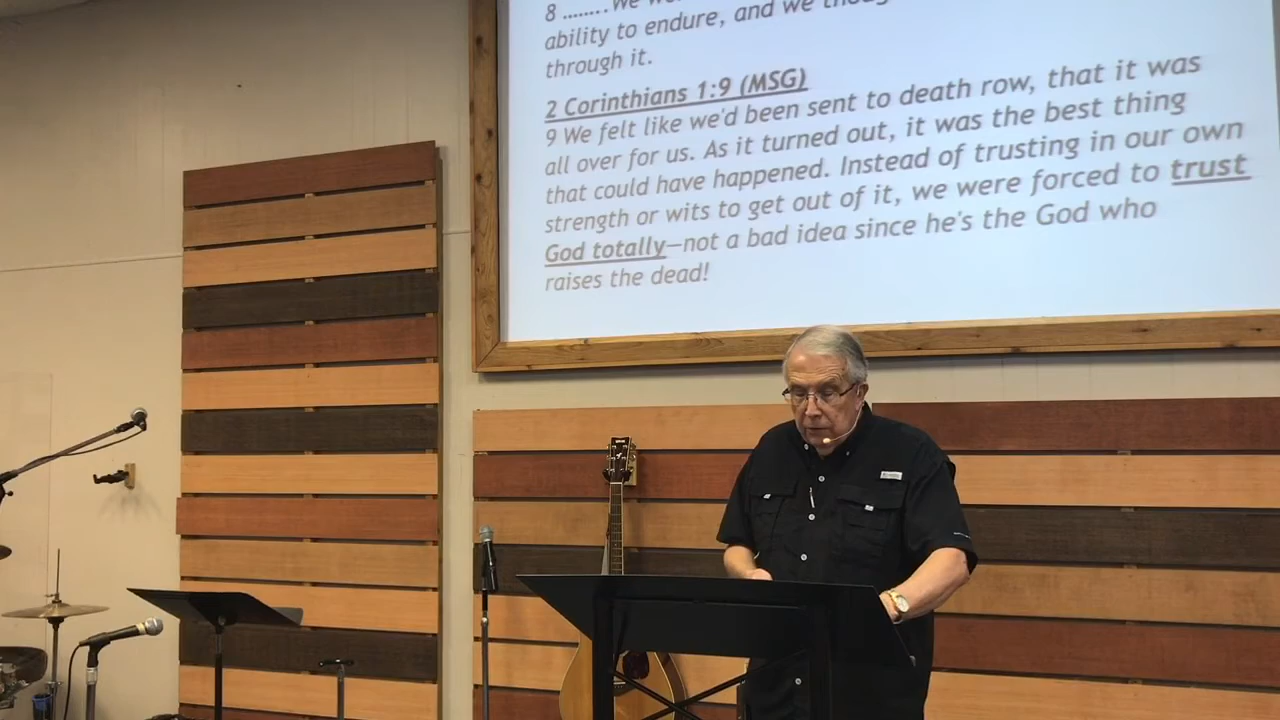 8 ........We
ability to endure, and we
through it.
2 Corinthians 1:9 (MSG)
9 We felt like we'd been sent to death row, that it was
all over for us. As it turned out, it was the best thing
that could have happened. Instead of trusting in our own
strength or wits to get out of it, we were forced to trust
God totally—not a bad idea since he's the God who
raises the dead!